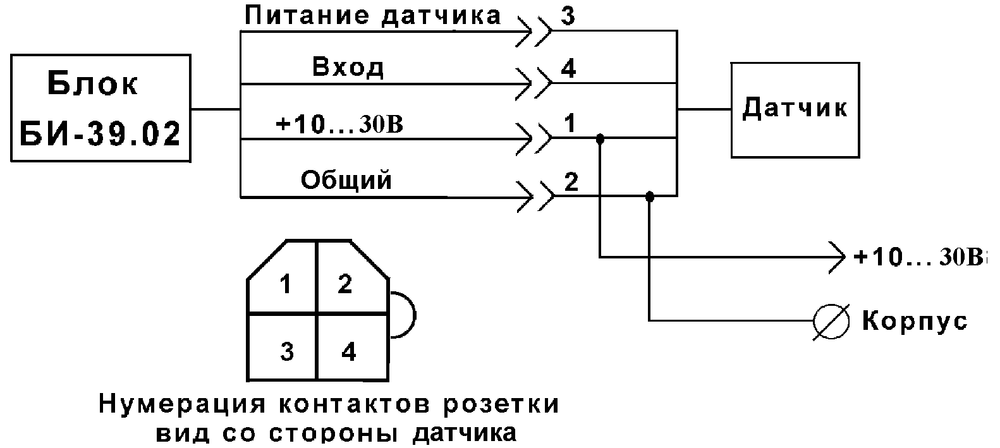 Питание датчика 3
Блок
БИ-39.02
Вход 4
Датчик
+10... 30В 1
Общий 2
+10... 30В
Корпус
1 2
3 4
Нумерация контактов розетки
вид со стороны датчика